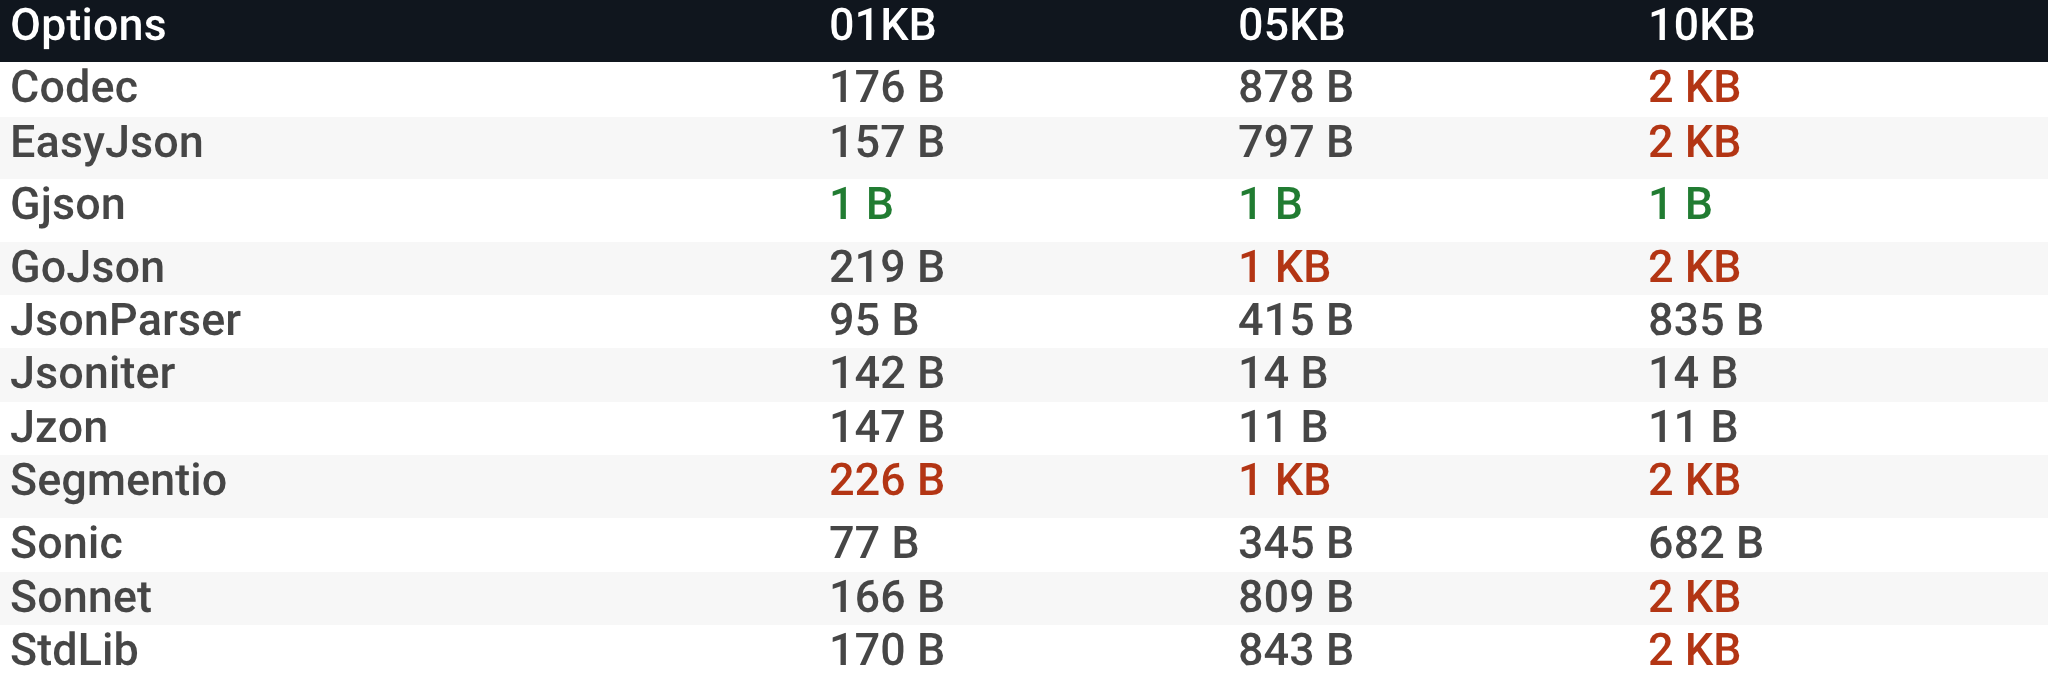 Options 01KB 05KB 10KB
Codec 176 B 878 B 2 KB
EasyJson 157 B 797 B 2 KB
Gjson 1 B 1 B 1 B
GoJson 219 B 1 KB 2 KB
JsonParser 95 B 415 B 835 B
Jsoniter 142 B 14 B 14 B
Jzon 147 B 11 B 11 B
Segmentio 226 B 1 KB 2 KB
Sonic 77 B 345 B 682 B
Sonnet 166 B 809 B 2 KB
StdLib 170 B 843 B 2 KB